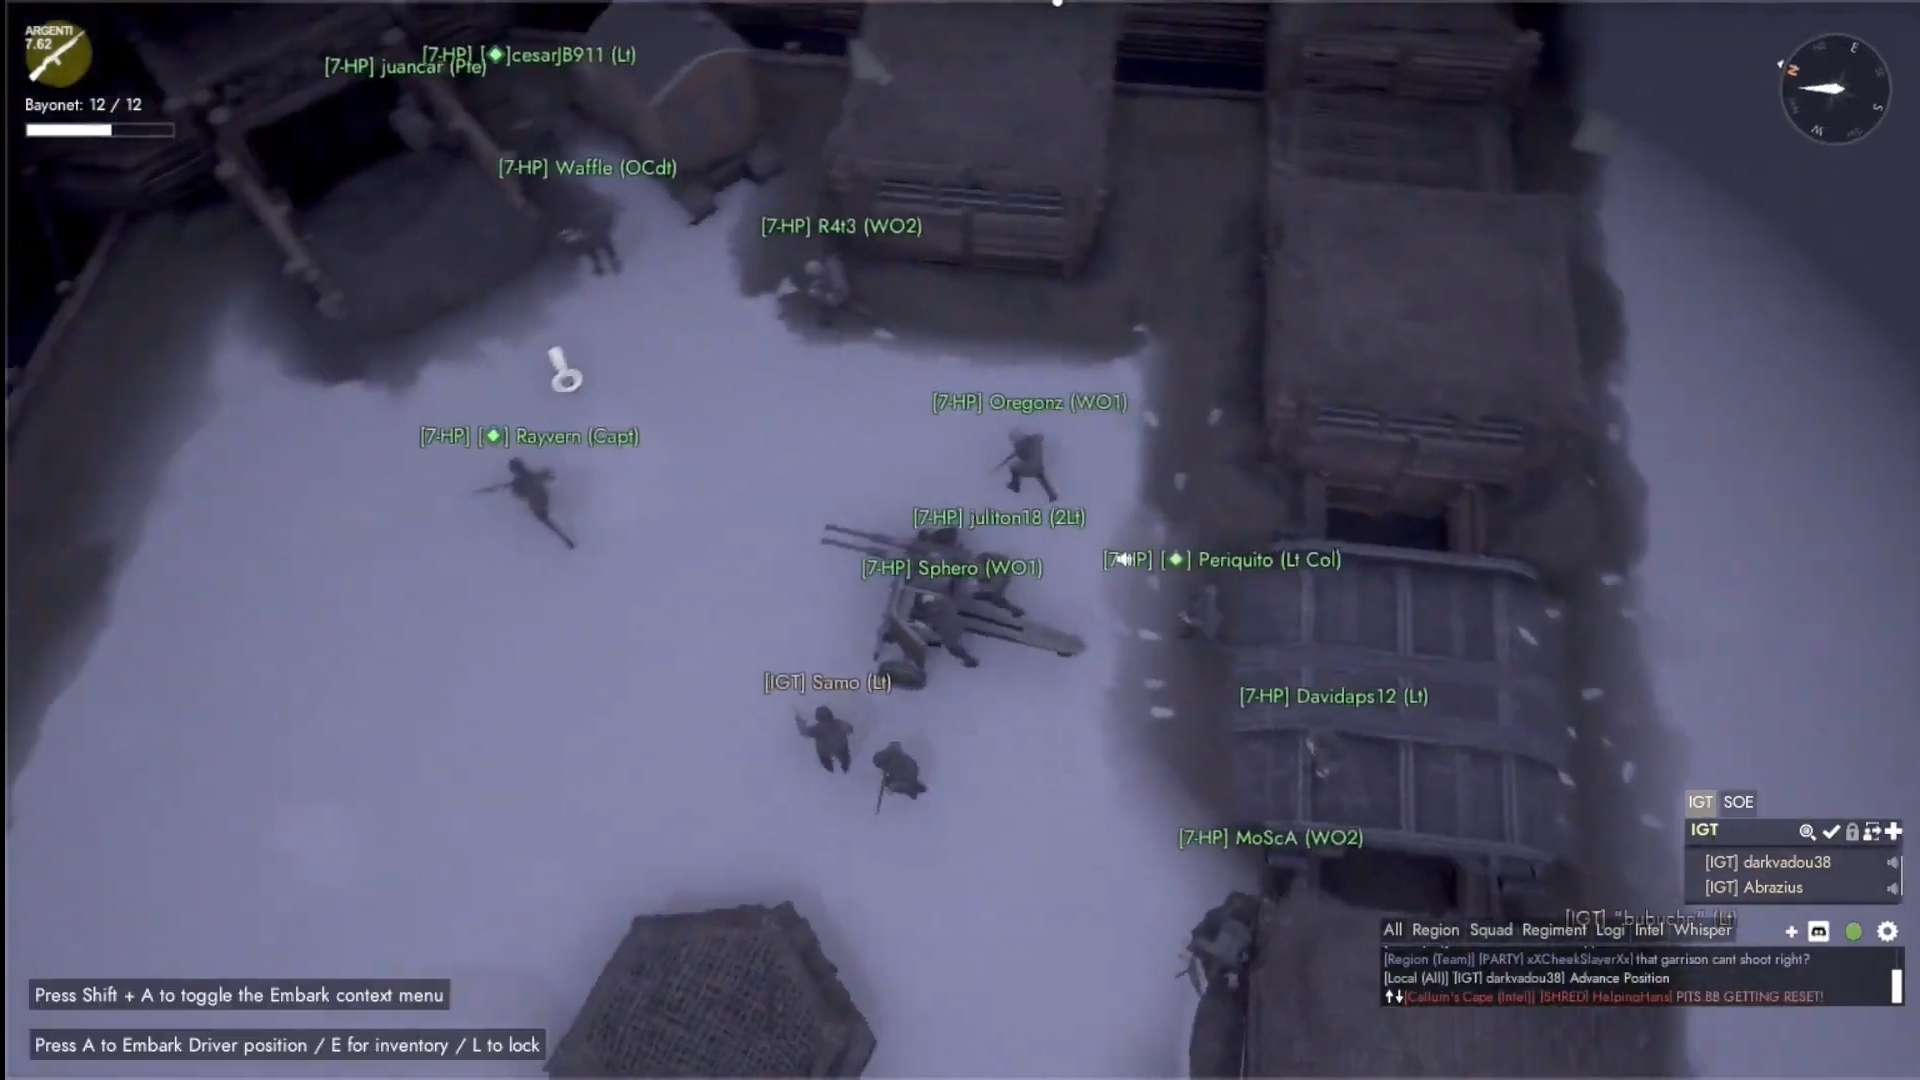 ARGENTI
7.62
Bayonet: 12 / 12
[7-HP] juancar (Pte)
[7-HP] [◆]cesarJB911 (Lt)
[7-HP] Waffle (OCdt)
[7-HP] R4t3 (WO2)
[7-HP] Oregonz (WO1)
[7-HP] [◆] Rayvern (Capt)
[7-HP] juliton18 (2Lt)
[7-HP] Sphero (WO1)
[7-HP] [◆] Periquito (Lt Col)
[IGT] Samo (Lt)
[7-HP] Davidaps12 (Lt)
[7-HP] MoScA (WO2)
N
E
S
W
IGT SOE
IGT
[IGT] darkvadou38
[IGT] Abrazius
All Region Squad Regiment Logi Intel Whisper
[Region (Team)] [PARTY] xXCheekSlayerXx] that garrison cant shoot right?
[Local (All)] [IGT] darkvadou38] Advance Position
[Callum's Cape (Intel)] [SHRED] HelpingHans] PITS BB GETTING RESET!
Press Shift + A to toggle the Embark context menu
Press A to Embark Driver position / E for inventory / L to lock